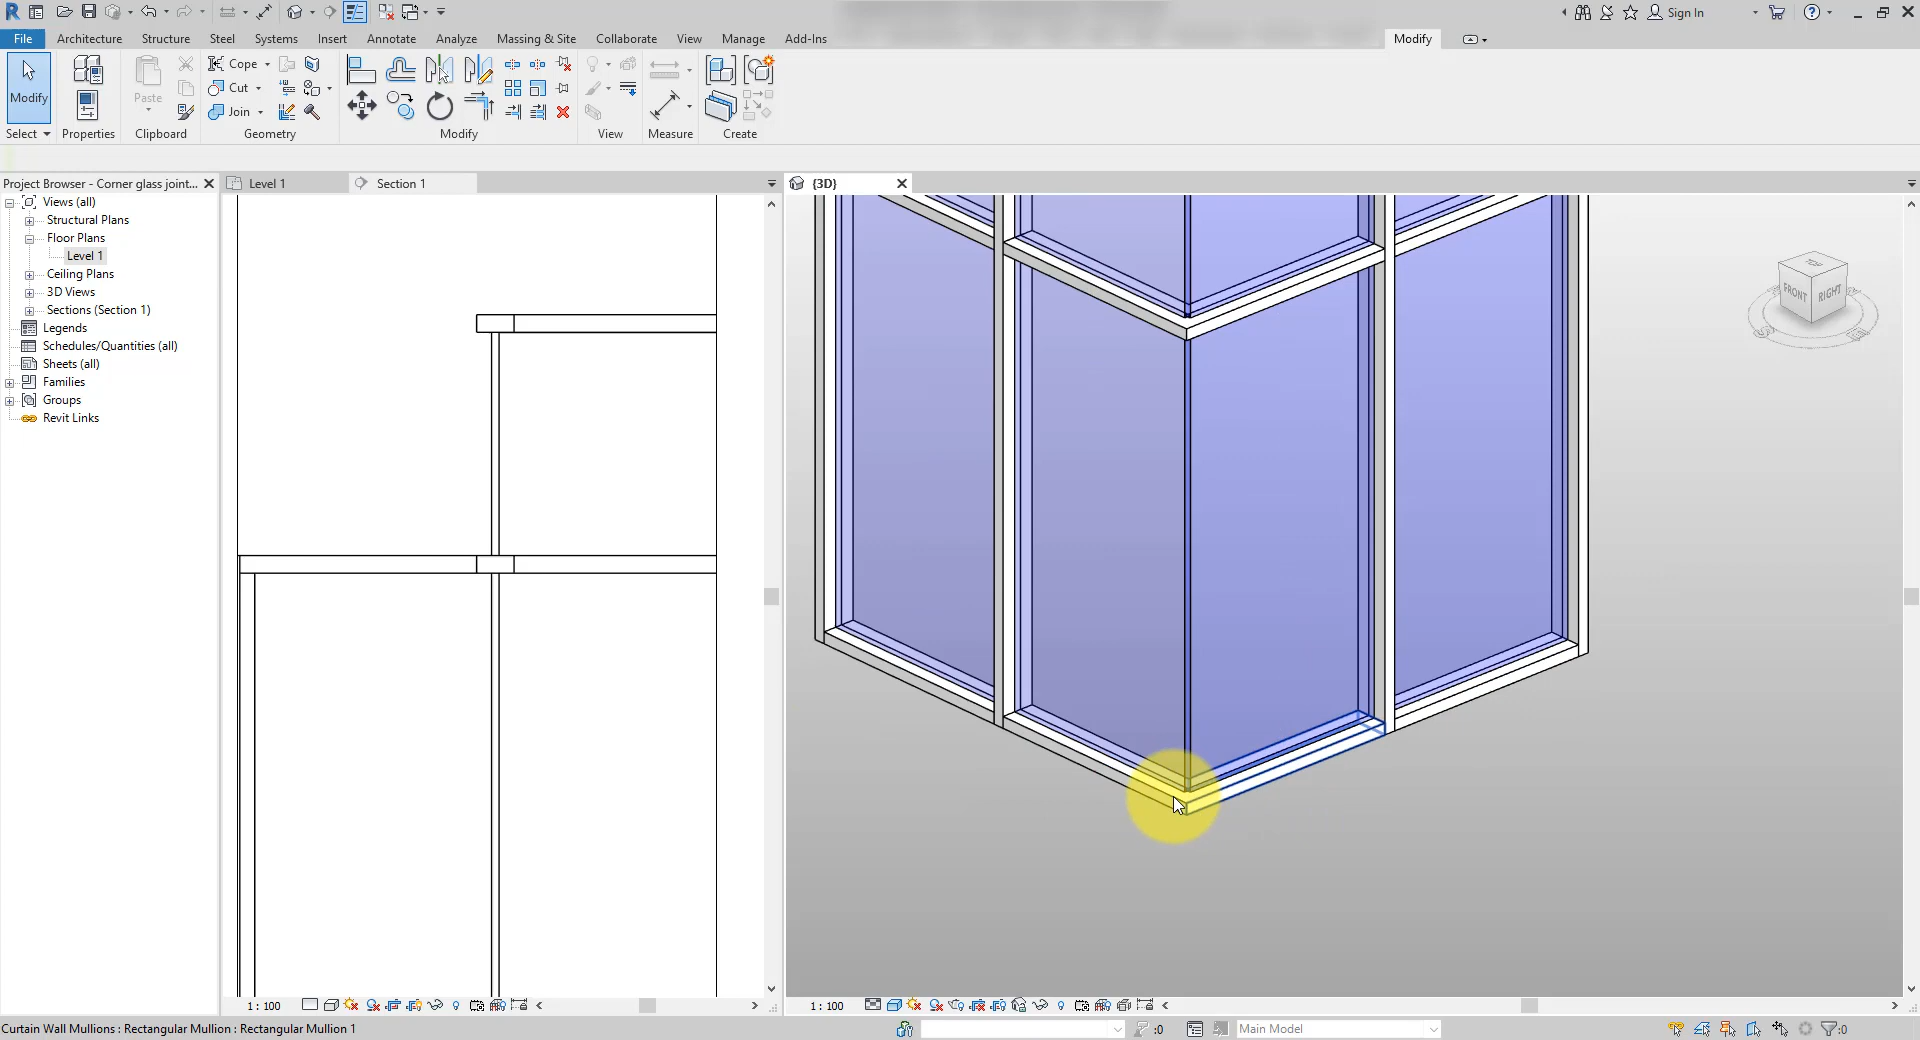 Sign In
File Architecture Structure Steel Systems Insert Annotate Analyze Massing & Site Collaborate View Manage Add-Ins Modify
Modify
Paste
Cope
Cut
Join
Select Properties Clipboard Geometry Modify View Measure Create
Project Browser - Corner glass joint...
Level 1
Section 1
{3D}
Views (all)
Structural Plans
Floor Plans
Level 1
Ceiling Plans
3D Views
Sections (Section 1)
Legends
Schedules/Quantities (all)
Sheets (all)
Families
Groups
Revit Links
TOP
FRONT
RIGHT
S
E
1 : 100
1 : 100
Curtain Wall Mullions : Rectangular Mullion : Rectangular Mullion 1
:0
Main Model
:0